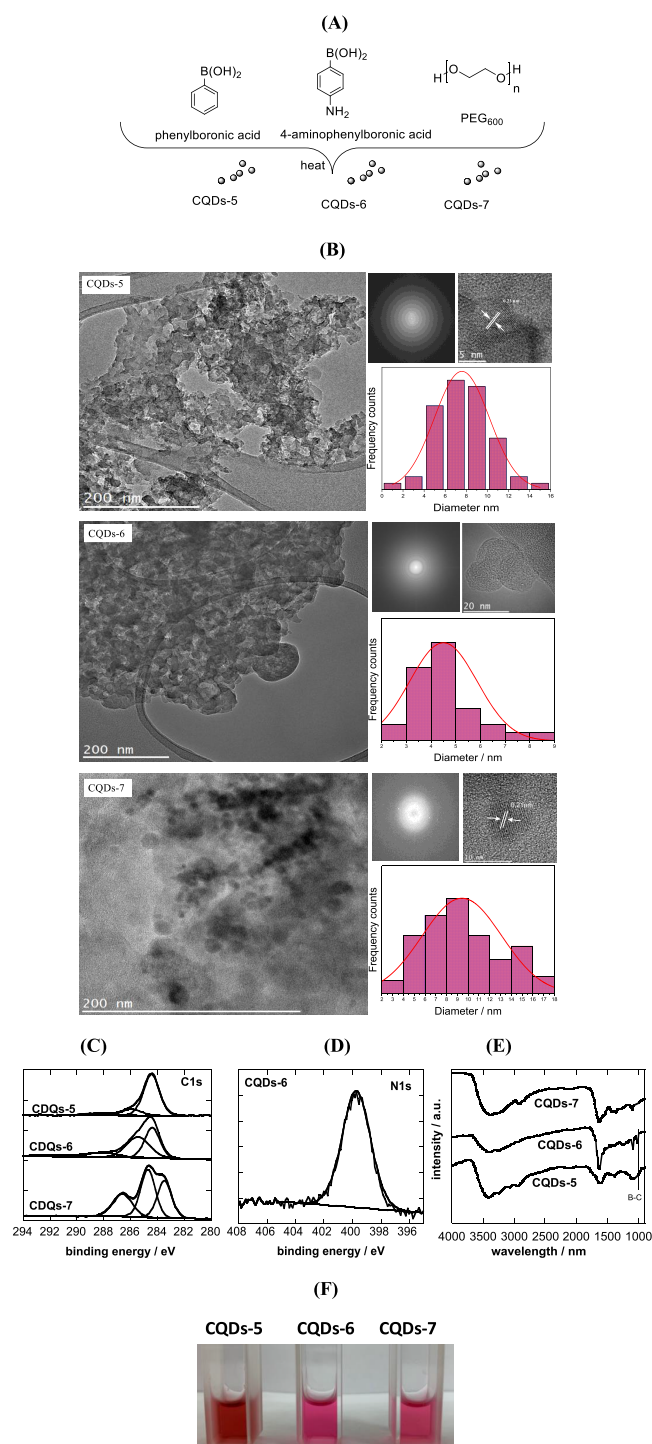 (A)
B(OH)2
B(OH)2
H[O O]H n
NH2
PEG600
phenylboronic acid
4-aminophenylboronic acid
heat
CQDs-5
CQDs-6
CQDs-7
(B)
CQDs-5
200 nm
0.21nm
5 nm
Frequency counts
0 2 4 6 8 10 12 14 16
Diameter nm
CQDs-6
200 nm
20 nm
Frequency counts
2 3 4 5 6 7 8 9
Diameter / nm
CQDs-7
200 nm
0.21nm
Frequency counts
2 3 4 5 6 7 8 9 10 11 12 13 14 15 16 17 18
Diameter / nm
(C)
(D)
(E)
C1s
CDQs-5
CDQs-6
CDQs-7
294 292 290 288 286 284 282 280
binding energy / eV
CQDs-6
N1s
408 406 404 402 400 398 396
binding energy / eV
intensity / a.u.
CQDs-7
CQDs-6
CQDs-5
B-C
4000 3500 3000 2500 2000 1500 1000
wavelength / nm
(F)
CQDs-5
CQDs-6
CQDs-7